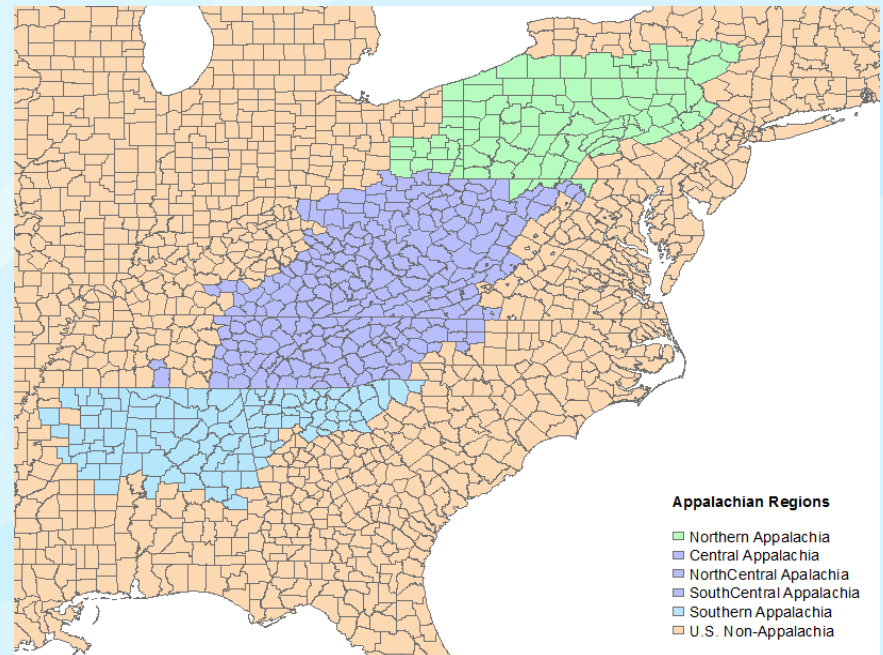 Appalachian Regions
Northern Appalachia
Central Appalachia
NorthCentral Apalachia
SouthCentral Appalachia
Southern Appalachia
U.S. Non-Appalachia